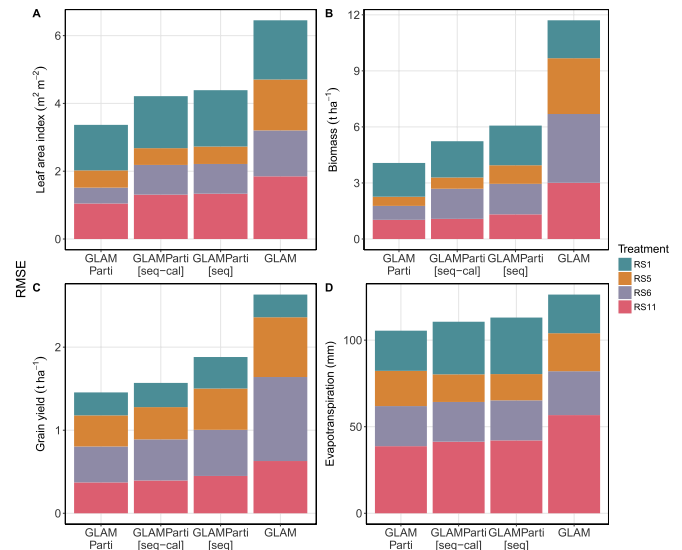 A
Leaf area index (m² m⁻²)
6
4
2
0
GLAM
Parti
GLAMParti
[seq−cal]
GLAMParti
[seq]
GLAM
B
Biomass (t ha⁻¹)
12
9
6
3
0
GLAM
Parti
GLAMParti
[seq−cal]
GLAMParti
[seq]
GLAM
RMSE
C
Grain yield (t ha⁻¹)
2
1
0
GLAM
Parti
GLAMParti
[seq−cal]
GLAMParti
[seq]
GLAM
D
Evapotranspiration (mm)
100
50
0
GLAM
Parti
GLAMParti
[seq−cal]
GLAMParti
[seq]
GLAM
Treatment
RS1
RS5
RS6
RS11